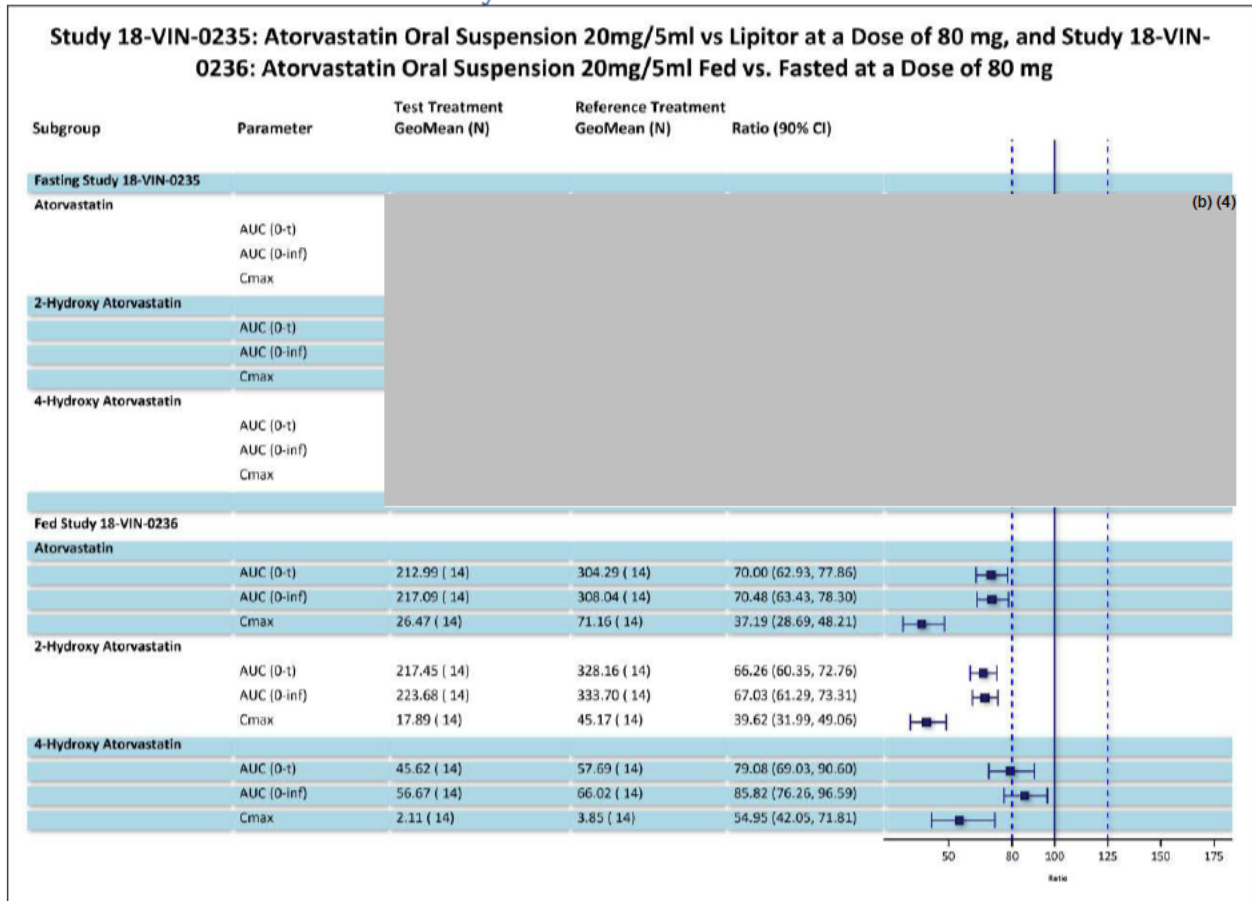 Study 18-VIN-0235: Atorvastatin Oral Suspension 20mg/5ml vs Lipitor at a Dose of 80 mg, and Study 18-VIN-
0236: Atorvastatin Oral Suspension 20mg/5ml Fed vs. Fasted at a Dose of 80 mg
Test Treatment Reference Treatment
Subgroup Parameter GeoMean (N) GeoMean (N) Ratio (90% CI)
Fasting Study 18-VIN-0235
Atorvastatin (b) (4)
AUC (0-t)
AUC (0-inf)
Cmax
2-Hydroxy Atorvastatin
AUC (0-t)
AUC (0-inf)
Cmax
4-Hydroxy Atorvastatin
AUC (0-t)
AUC (0-inf)
Cmax
Fed Study 18-VIN-0236
Atorvastatin
AUC (0-t) 212.99 ( 14) 304.29 ( 14) 70.00 (62.93, 77.86)
AUC (0-inf) 217.09 ( 14) 308.04 ( 14) 70.48 (63.43, 78.30)
Cmax 26.47 ( 14) 71.16 ( 14) 37.19 (28.69, 48.21)
2-Hydroxy Atorvastatin
AUC (0-t) 217.45 ( 14) 328.16 ( 14) 66.26 (60.35, 72.76)
AUC (0-inf) 223.68 ( 14) 333.70 ( 14) 67.03 (61.29, 73.31)
Cmax 17.89 ( 14) 45.17 ( 14) 39.62 (31.99, 49.06)
4-Hydroxy Atorvastatin
AUC (0-t) 45.62 ( 14) 57.69 ( 14) 79.08 (69.03, 90.60)
AUC (0-inf) 56.67 ( 14) 66.02 ( 14) 85.82 (76.26, 96.59)
Cmax 2.11 ( 14) 3.85 ( 14) 54.95 (42.05, 71.81)
50 80 100 125 150 175
Ratio